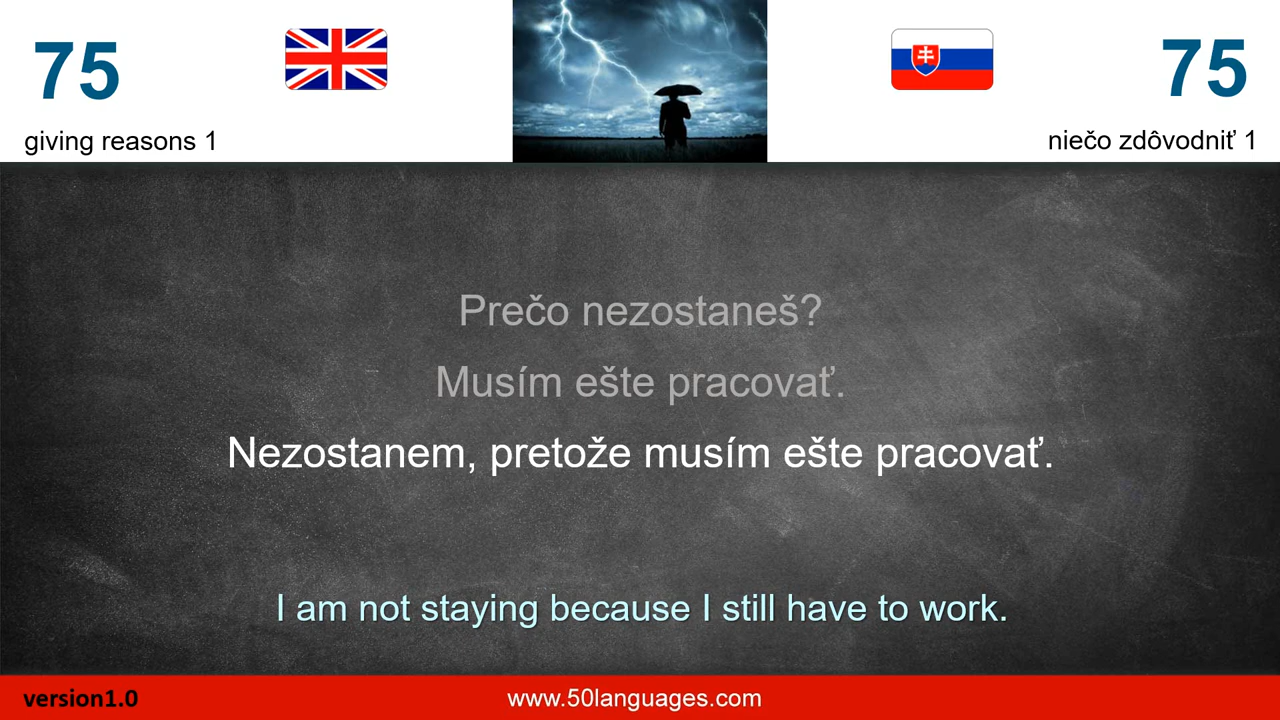 75
75
giving reasons 1
niečo zdôvodniť 1
Prečo nezostaneš?
Musím ešte pracovať.
Nezostanem, pretože musím ešte pracovať.
I am not staying because I still have to work.
version1.0
www.50languages.com